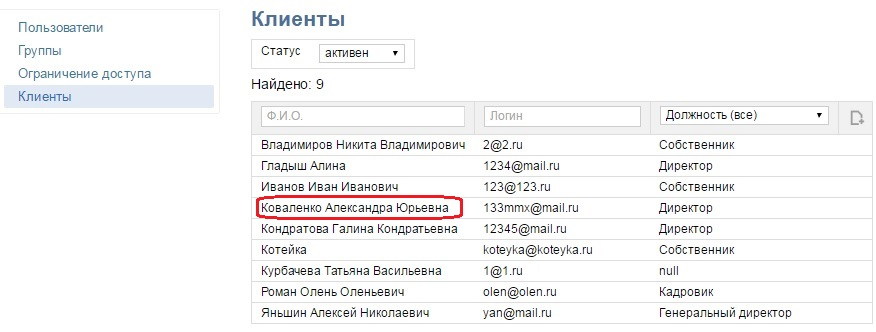 Пользователи
Группы
Ограничение доступа
Клиенты
Клиенты
Статус активен
Найдено: 9
Ф.И.О. Логин Должность (все)
Владимиров Никита Владимирович 2@2.ru Собственник
Гладыш Алина 1234@mail.ru Директор
Иванов Иван Иванович 123@123.ru Собственник
Коваленко Александра Юрьевна 133mmx@mail.ru Директор
Кондратова Галина Кондратьевна 12345@mail.ru Директор
Котейка koteyka@koteyka.ru Собственник
Курбачева Татьяна Васильевна 1@1.ru null
Роман Олень Оленьевич olen@olen.ru Кадровик
Яньшин Алексей Николаевич yan@mail.ru Генеральный директор